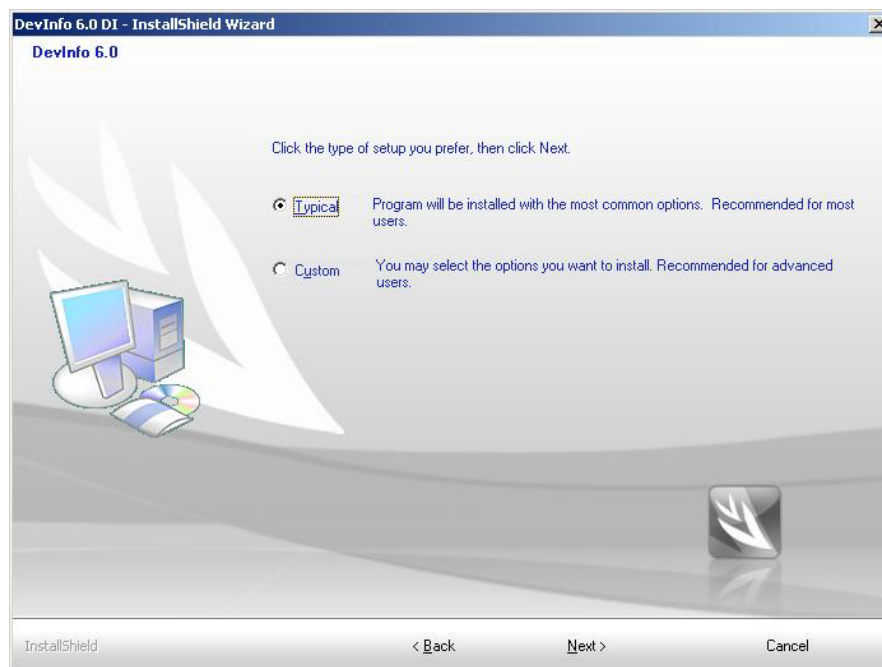 DevInfo 6.0 DI - InstallShield Wizard
DevInfo 6.0
Click the type of setup you prefer, then click Next.
Typical
Program will be installed with the most common options. Recommended for most
users.
Custom
You may select the options you want to install. Recommended for advanced
users.
InstallShield
< Back
Next >
Cancel